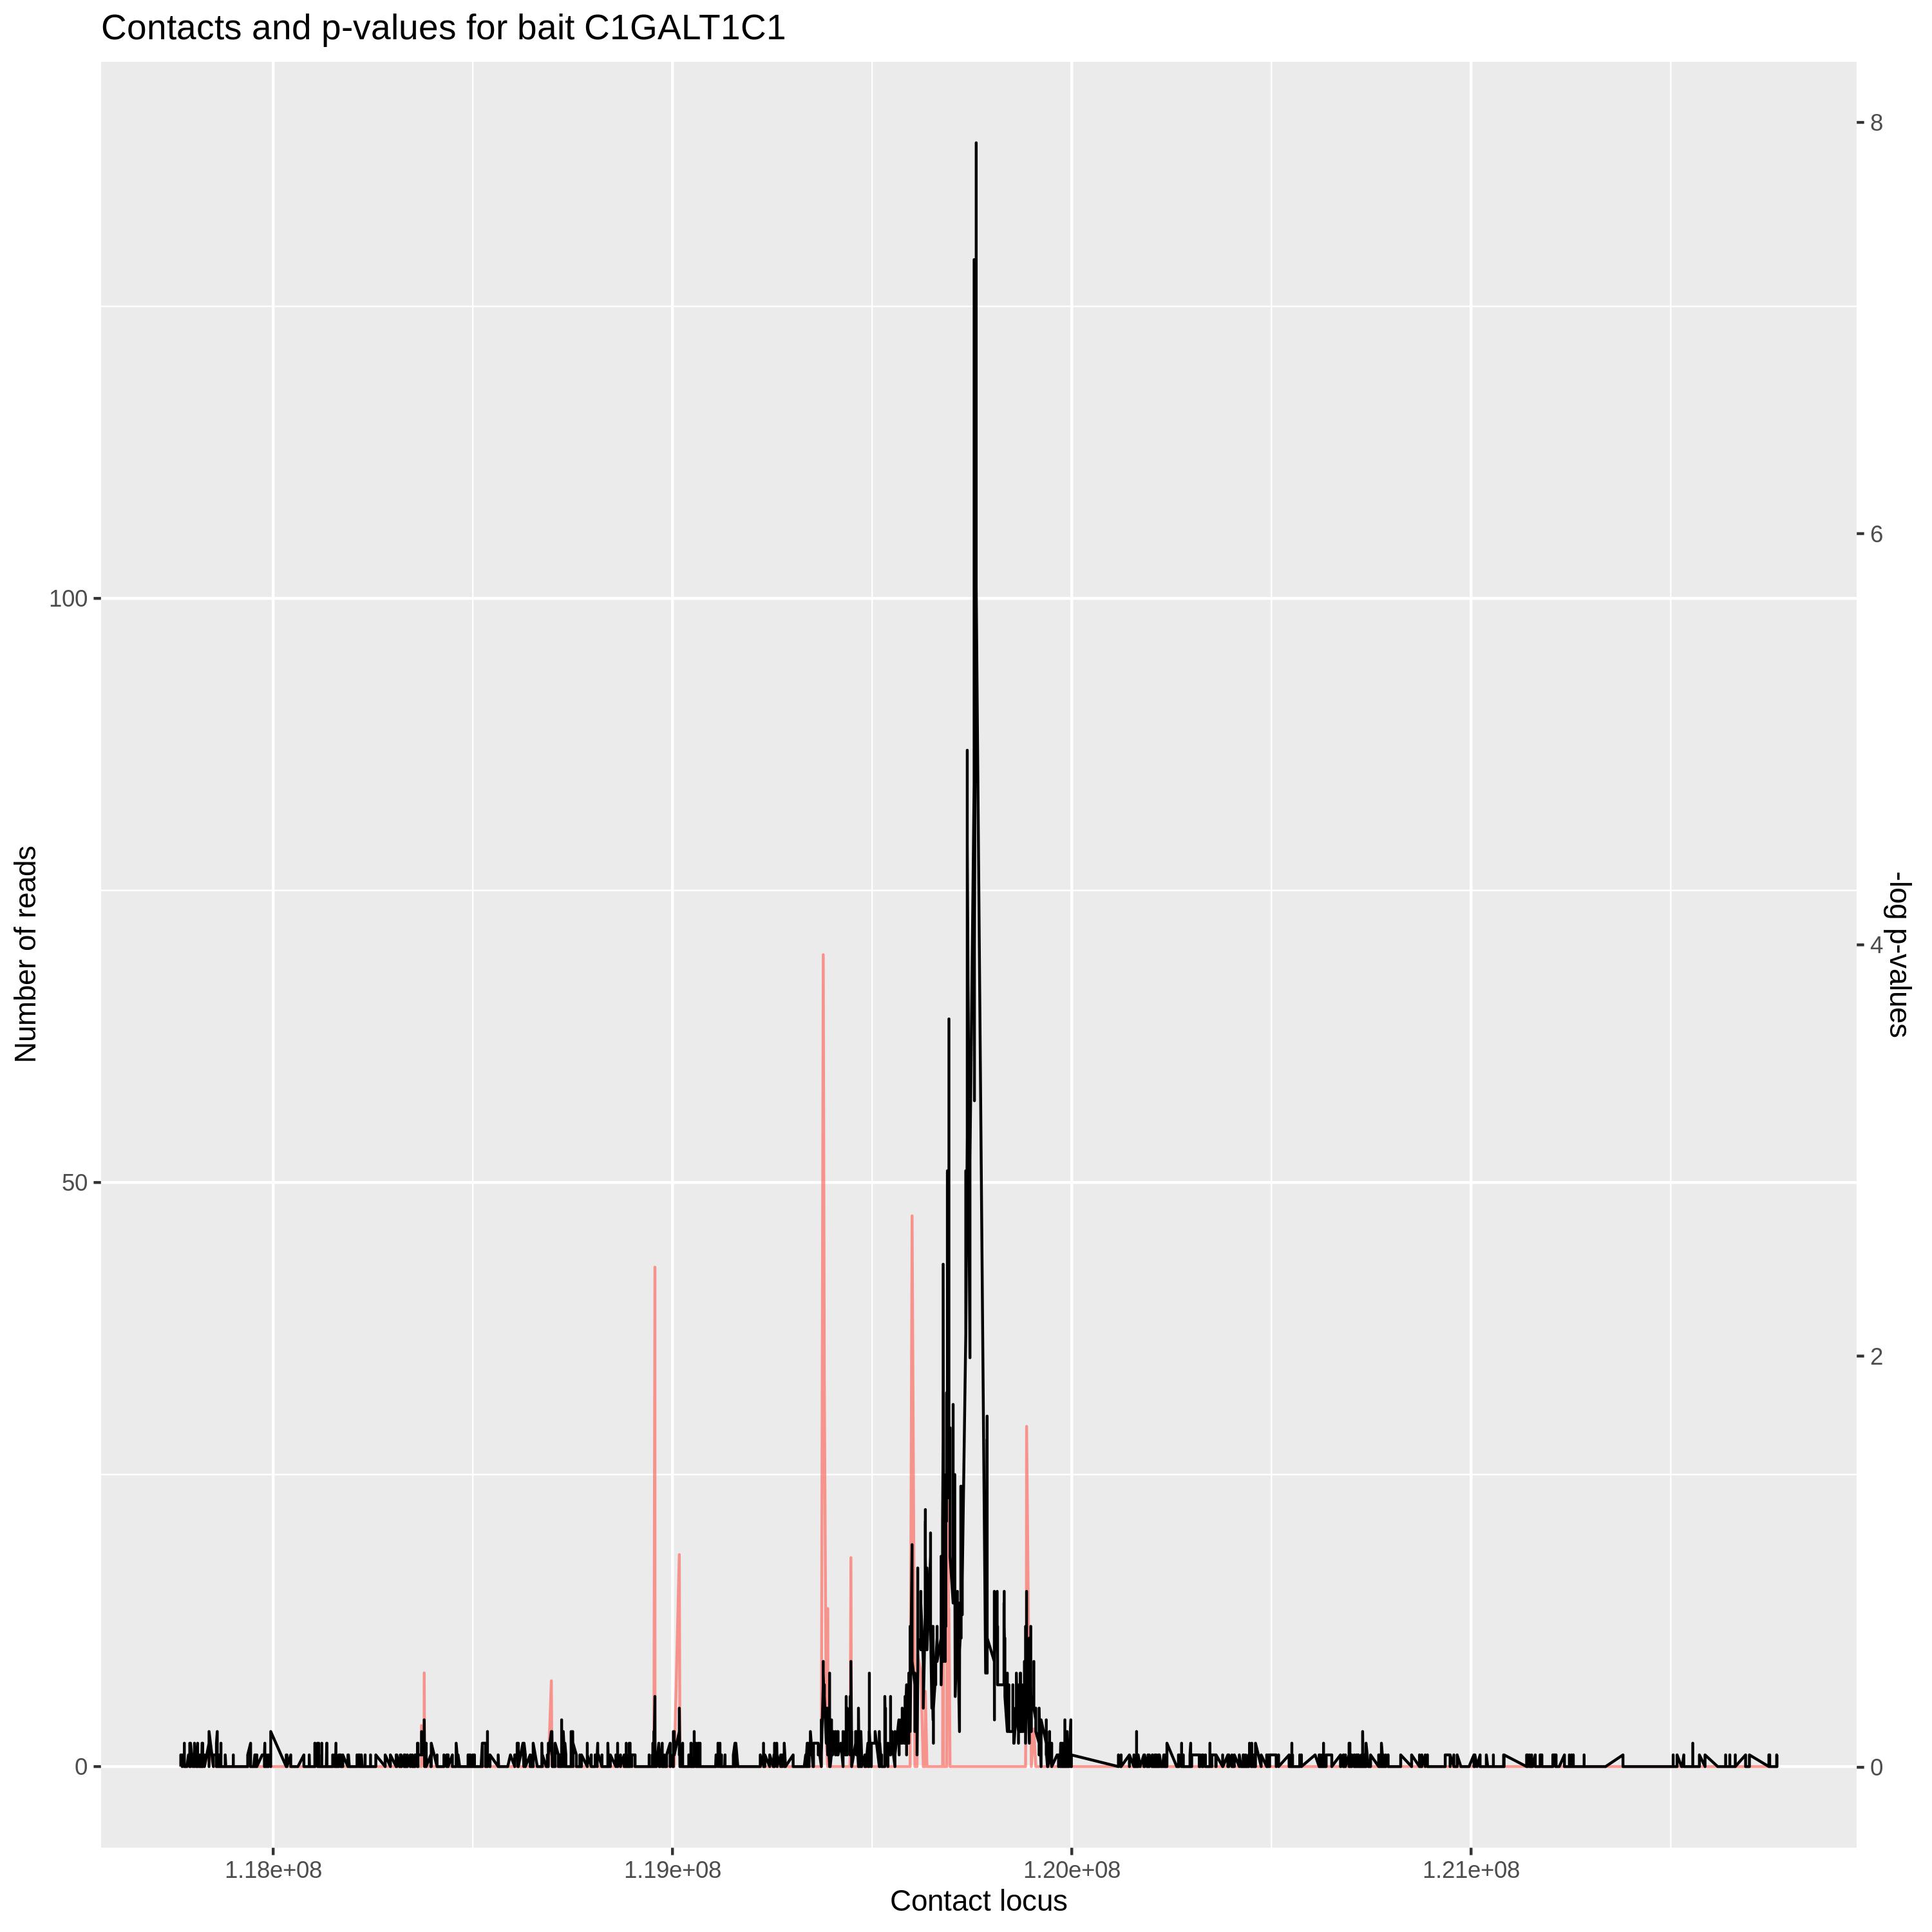 Contacts and p-values for bait C1GALT1C1
8
6
100
Number of reads
-log p-values
4
50
2
0
0
1.18e+08
1.19e+08
1.20e+08
1.21e+08
Contact locus